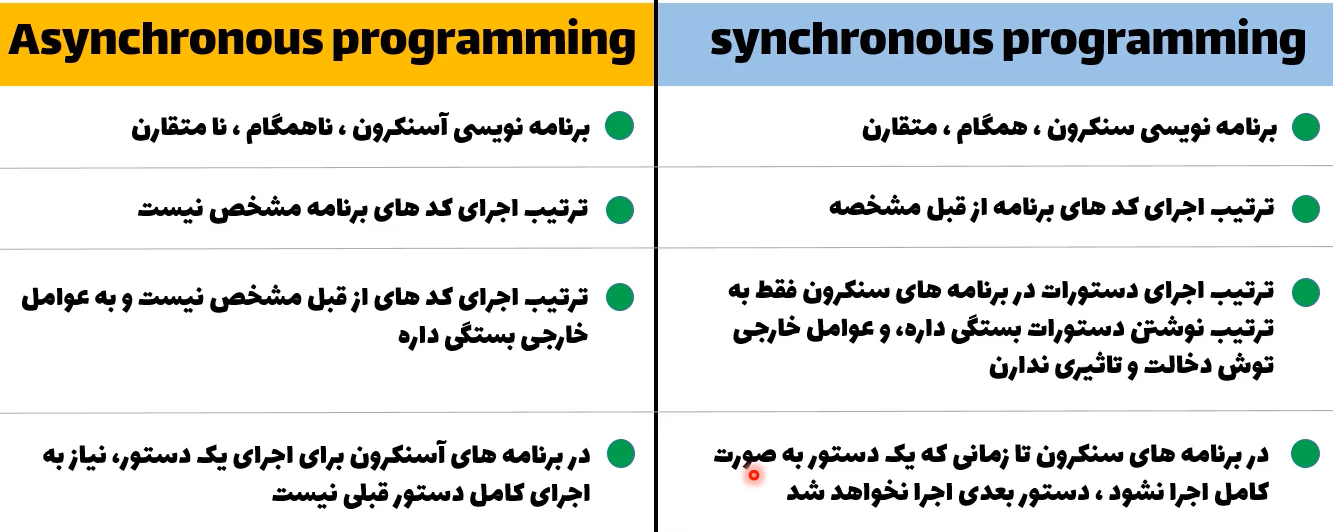 Asynchronous programming
برنامه نویسی آسنکرون ، ناهمگام ، نا متقارن
ترتیب اجرای کد های برنامه مشخص نیست
ترتیب اجرای کد های از قبل مشخص نیست و به عوامل
خارجی بستگی داره
در برنامه های آسنکرون برای اجرای یک دستور، نیاز به
اجرای کامل دستور قبلی نیست
synchronous programming
برنامه نویسی سنکرون ، همگام ، متقارن
ترتیب اجرای کد های برنامه از قبل مشخصه
ترتیب اجرای دستورات در برنامه های سنکرون فقط به
ترتیب نوشتن دستورات بستگی داره، و عوامل خارجی
توش دخالت و تاثیری ندارن
در برنامه های سنکرون تا زمانی که یک دستور به صورت
کامل اجرا نشود ، دستور بعدی اجرا نخواهد شد